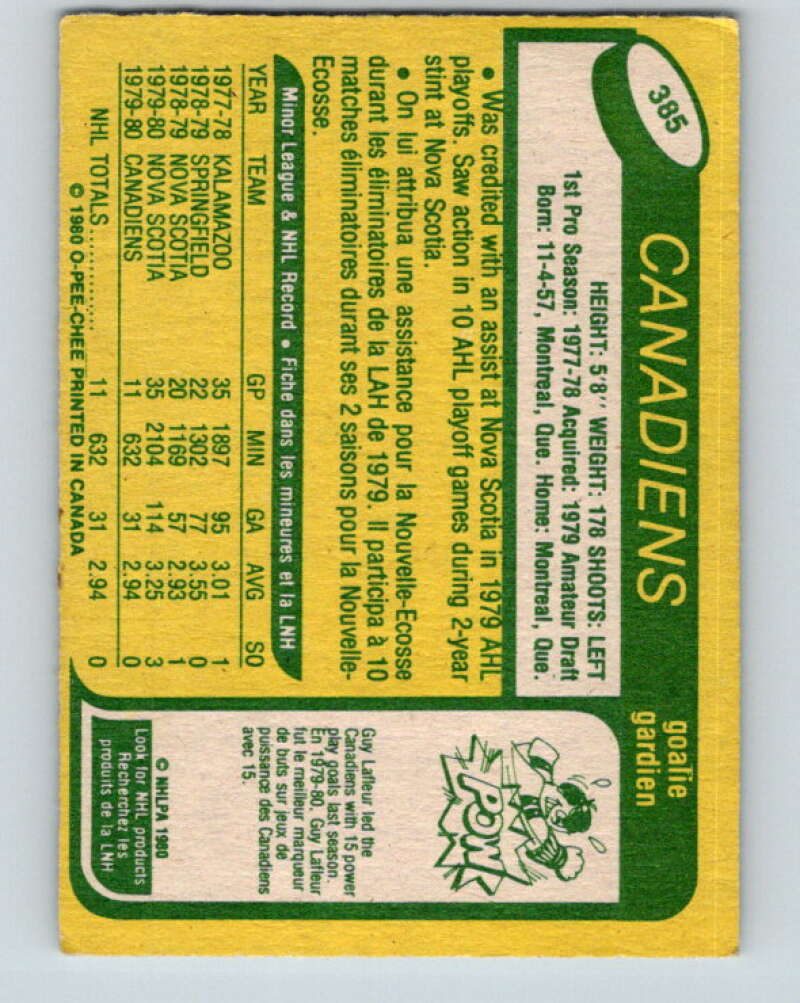 385
CANADIENS
goalie
gardien
HEIGHT: 5'8'' WEIGHT: 178 SHOOTS: LEFT
1st Pro Season: 1977-78 Acquired: 1979 Amateur Draft
Born: 11-4-57, Montreal, Que. Home: Montreal, Que.
• Was credited with an assist at Nova Scotia in 1979 AHL
playoffs. Saw action in 10 AHL playoff games during 2-year
stint at Nova Scotia.
• On lui attribua une assistance pour la Nouvelle-Ecosse
durant les éliminatoires de la LAH de 1979. Il participa à 10
matches éliminatoires durant ses 2 saisons pour la Nouvelle-
Ecosse.
Minor League & NHL Record • Fiche dans les mineures et la LNH
YEAR TEAM GP MIN GA AVG SO
1977-78 KALAMAZOO 35 1897 95 3.01 1
1978-79 SPRINGFIELD 22 1302 77 3.55 0
1978-79 NOVA SCOTIA 20 1169 57 2.93 1
1979-80 NOVA SCOTIA 35 2104 114 3.25 3
1979-80 CANADIENS 11 632 31 2.94 0
NHL TOTALS .............. 11 632 31 2.94 0
© 1980 O-PEE-CHEE PRINTED IN CANADA
POW!
Guy Lafleur led the
Canadiens with 15 power
play goals last season.
En 1979-80, Guy Lafleur
fut le meilleur marqueur
de buts sur jeux de
puissance des Canadiens
avec 15.
© NHLPA 1980
Look for NHL products
Recherchez les
produits de la LNH